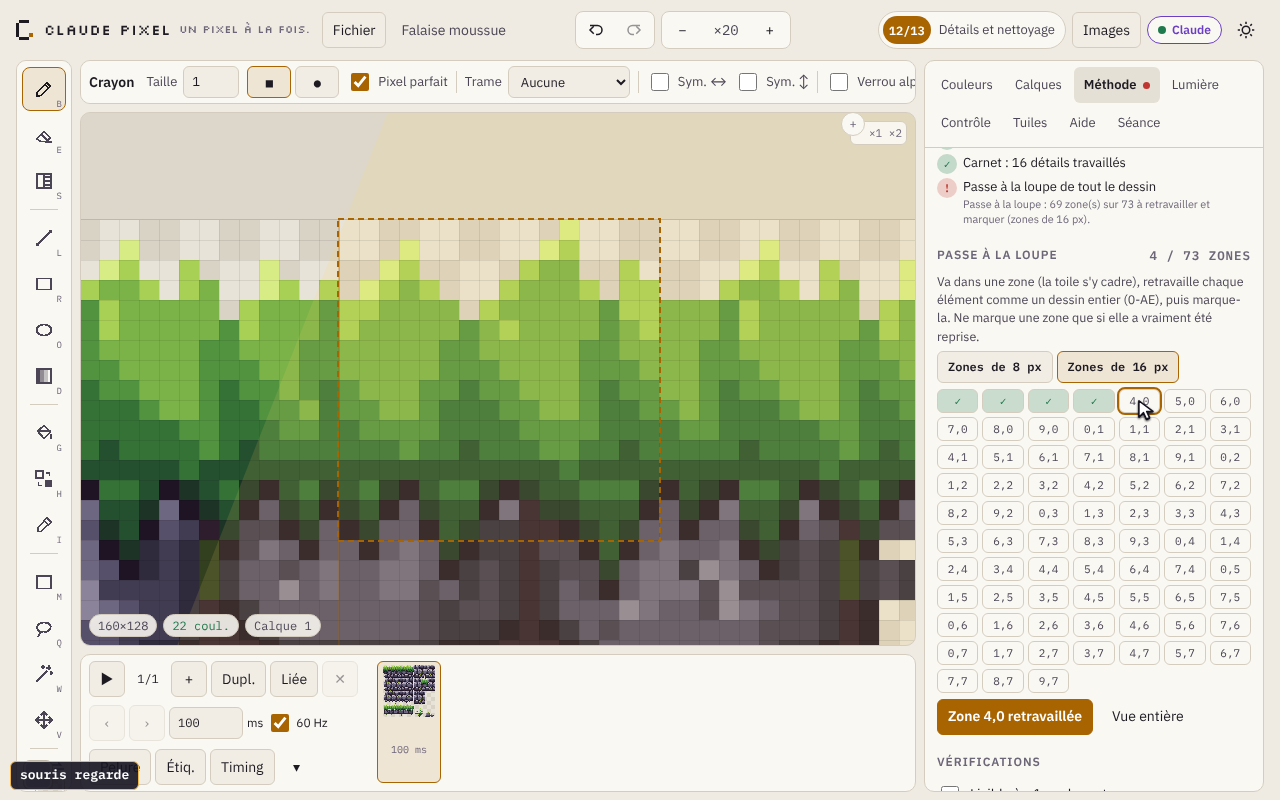 CLAUDE PIXEL UN PIXEL À LA FOIS. Fichier Falaise moussue − ×20 + 12/13 Détails et nettoyage Images Claude
Crayon Taille 1 ■ ● Pixel parfait Trame Aucune Sym. ↔ Sym. ↕ Verrou alp
Couleurs Calques Méthode Lumière
Contrôle Tuiles Aide Séance
+ ×1 ×2
B
E
S
L
R
O
D
G
H
I
M
Q
W
V
✓ Carnet : 16 détails travaillés
! Passe à la loupe de tout le dessin
Passe à la loupe : 69 zone(s) sur 73 à retravailler et
marquer (zones de 16 px).
PASSE À LA LOUPE 4 / 73 ZONES
Va dans une zone (la toile s'y cadre), retravaille chaque
élément comme un dessin entier (0-AE), puis marque-
la. Ne marque une zone que si elle a vraiment été
reprise.
Zones de 8 px Zones de 16 px
✓ ✓ ✓ ✓ 5,0 6,0
7,0 8,0 9,0 0,1 1,1 2,1 3,1
4,1 5,1 6,1 7,1 8,1 9,1 0,2
1,2 2,2 3,2 4,2 5,2 6,2 7,2
8,2 9,2 0,3 1,3 2,3 3,3 4,3
5,3 6,3 7,3 8,3 9,3 0,4 1,4
2,4 3,4 4,4 5,4 6,4 7,4 0,5
1,5 2,5 3,5 4,5 5,5 6,5 7,5
0,6 1,6 2,6 3,6 4,6 5,6 7,6
0,7 1,7 2,7 3,7 4,7 5,7 6,7
7,7 8,7 9,7
Zone 4,0 retravaillée Vue entière
VÉRIFICATIONS
160×128 22 coul. Calque 1
▶ 1/1 + Dupl. Liée ✕
‹ › 100 ms 60 Hz
Étiq. Timing ▼
100 ms
souris regarde